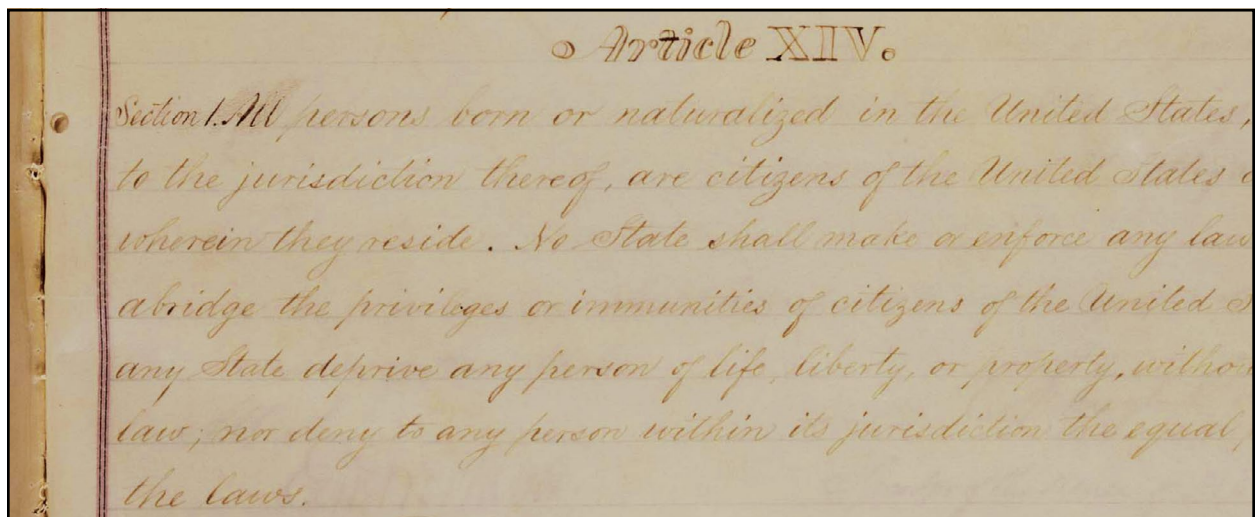 Article XIV.
Section 1. All persons born or naturalized in the United States,
to the jurisdiction thereof, are citizens of the United States
wherein they reside. No State shall make or enforce any law
abridge the privileges or immunities of citizens of the United
any State deprive any person of life, liberty, or property, withou
law; nor deny to any person within its jurisdiction the equal
the laws.